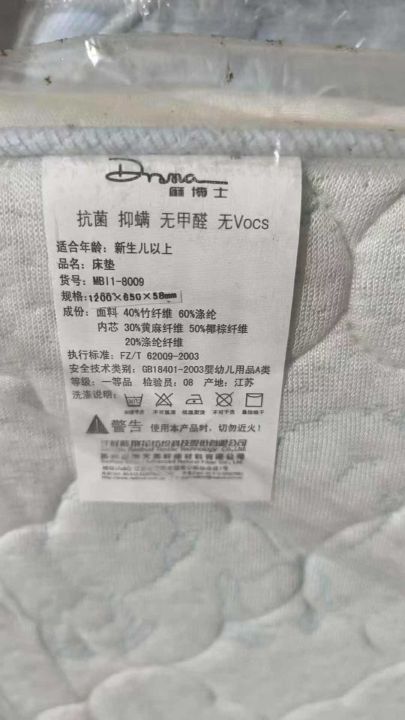 麻博士
抗菌 抑螨 无甲醛 无Vocs
适合年龄：新生儿以上
品名：床垫
货号：MBI1-8009
规格：1200×650×58mm
成份：面料 40%竹纤维 60%涤纶
内芯 30%黄麻纤维 50%椰棕纤维
20%涤纶纤维
执行标准：FZ/T 62009-2003
安全技术类别：GB18401-2003婴幼儿用品A类
等级：一等品 检验员：08 产地：江苏
洗涤说明：
警告 使用本产品时，切勿近火！